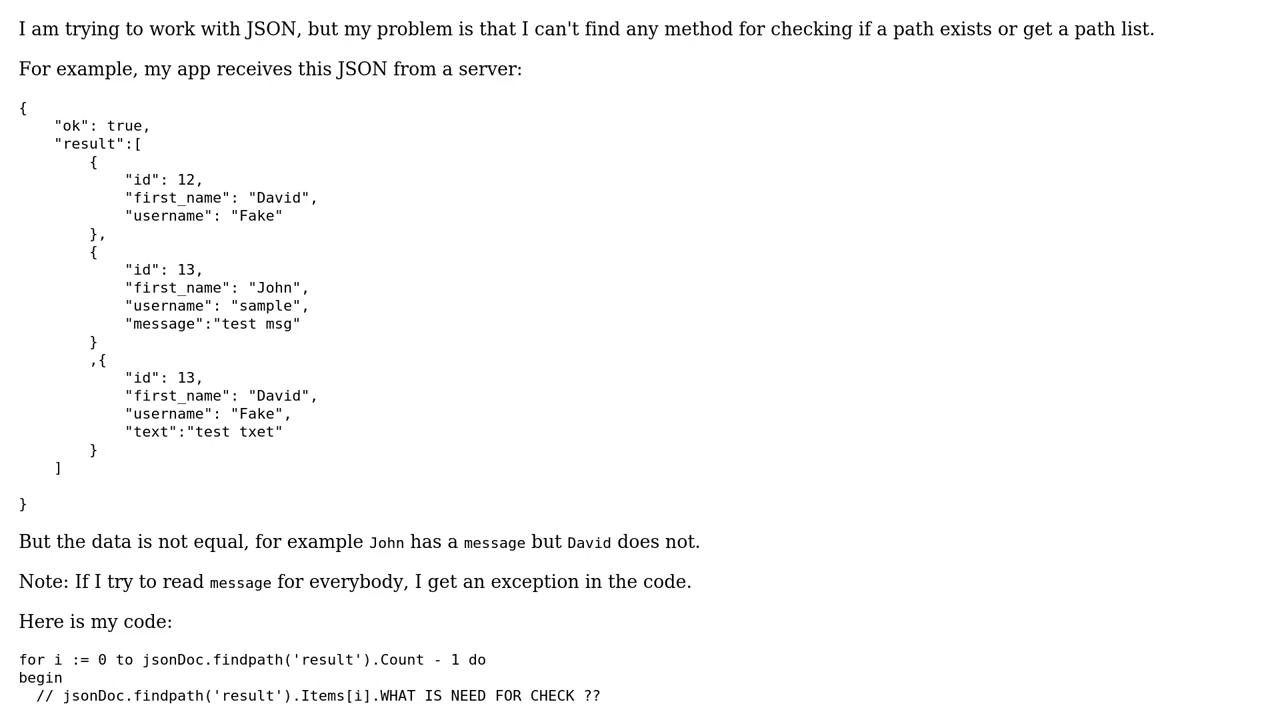 I am trying to work with JSON, but my problem is that I can't find any method for checking if a path exists or get a path list.
For example, my app receives this JSON from a server:
{
    "ok": true,
    "result":[
        {
            "id": 12,
            "first_name": "David",
            "username": "Fake"
        },
        {
            "id": 13,
            "first_name": "John",
            "username": "sample",
            "message":"test msg"
        }
        ,{
            "id": 13,
            "first_name": "David",
            "username": "Fake",
            "text":"test txet"
        }
    ]
}
But the data is not equal, for example John has a message but David does not.
Note: If I try to read message for everybody, I get an exception in the code.
Here is my code:
for i := 0 to jsonDoc.findpath('result').Count - 1 do
begin
  // jsonDoc.findpath('result').Items[i].WHAT IS NEED FOR CHECK ??